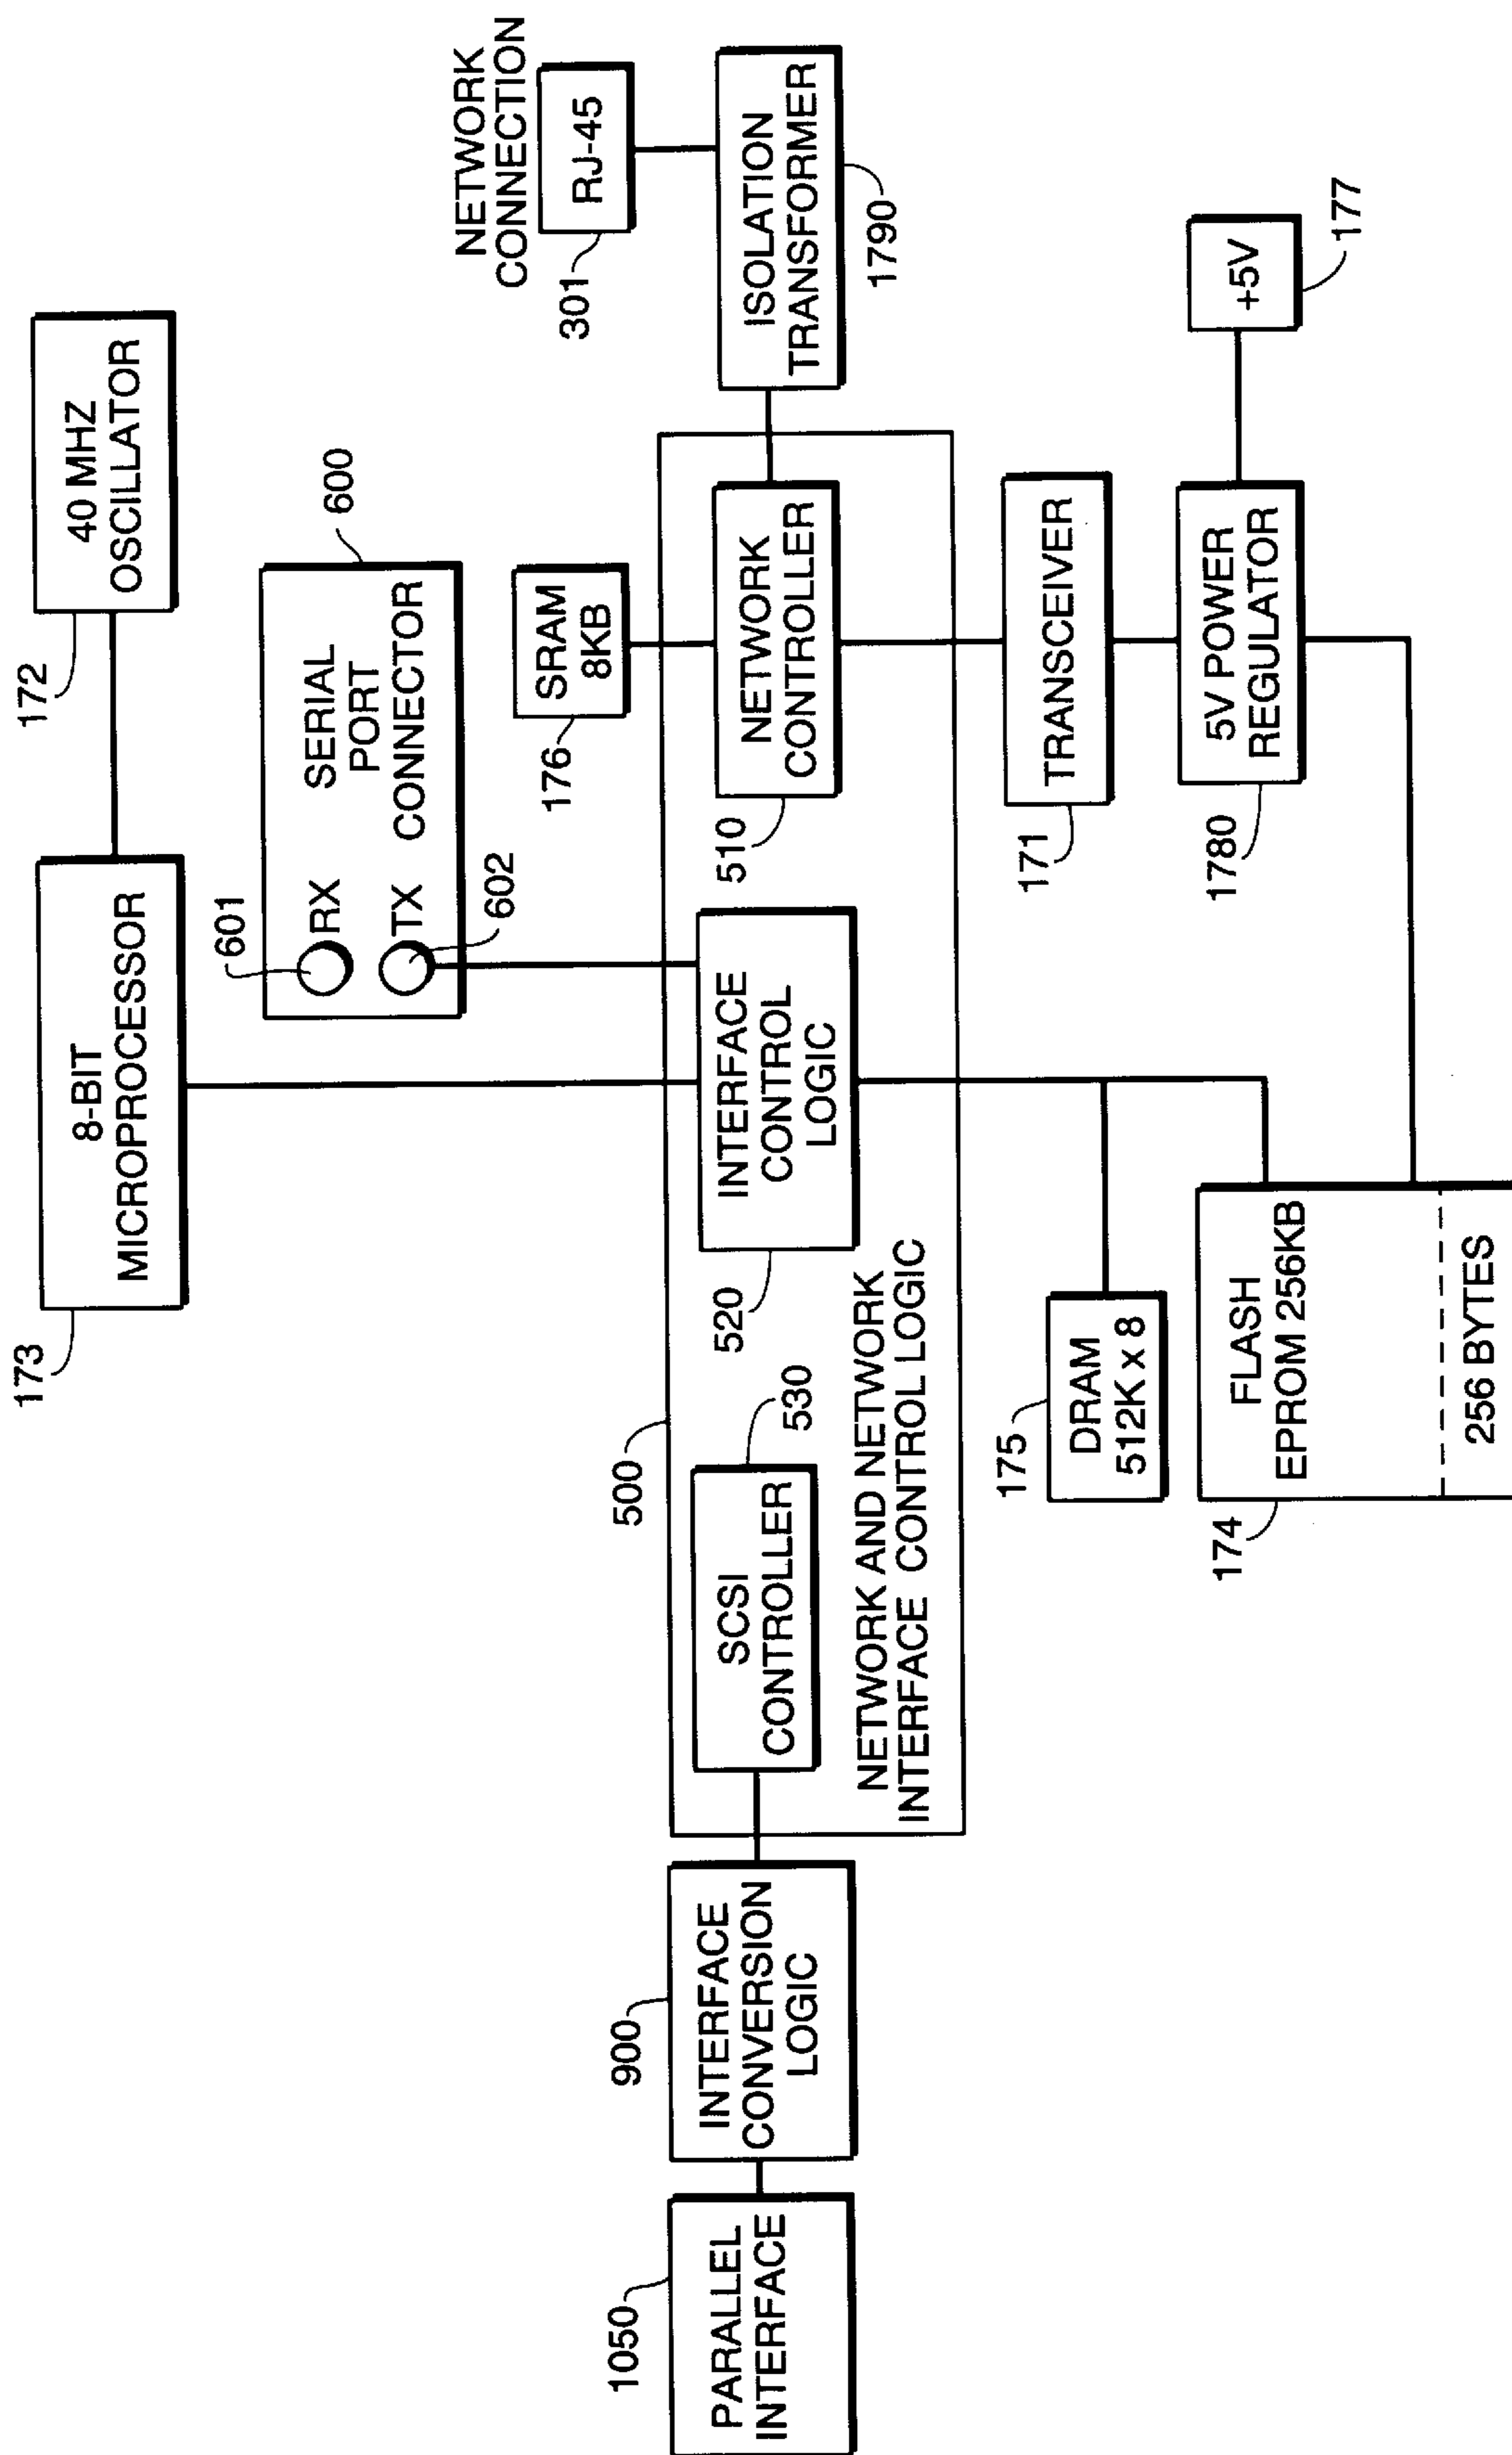 173
8-BIT
MICROPROCESSOR
172
40 MHZ
OSCILLATOR
601
RX
TX
602
SERIAL
PORT
CONNECTOR
600
NETWORK
CONNECTION
RJ-45
301
1050
PARALLEL
INTERFACE
900
INTERFACE
CONVERSION
LOGIC
500
SCSI
CONTROLLER
530
520
INTERFACE
CONTROL
LOGIC
176
SRAM
8KB
510
NETWORK
CONTROLLER
ISOLATION
TRANSFORMER
1790
NETWORK AND NETWORK
INTERFACE CONTROL LOGIC
175
DRAM
512K x 8
171
TRANSCEIVER
174
FLASH
EPROM 256KB
256 BYTES
1780
5V POWER
REGULATOR
+5V
177